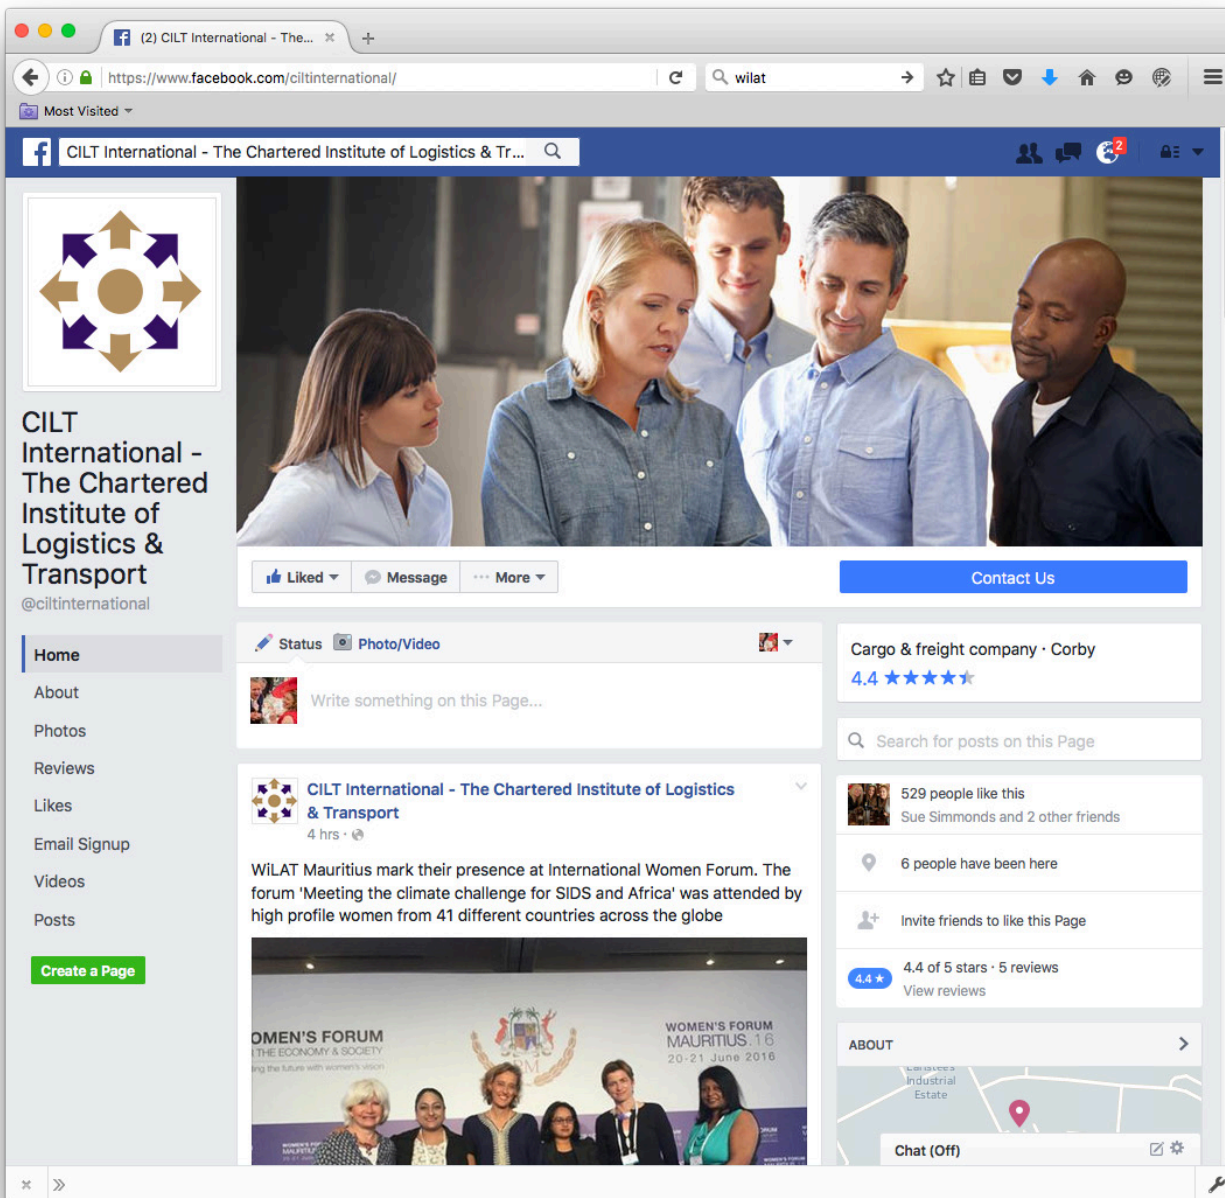 (2) CILT International - The...
https://www.facebook.com/ciltinternational/
wilat
Most Visited
CILT International - The Chartered Institute of Logistics & Tr...
2
CILT
International -
The Chartered
Institute of
Logistics &
Transport
@ciltinternational
Home
About
Photos
Reviews
Likes
Email Signup
Videos
Posts
Create a Page
Liked
Message
More
Contact Us
Status
Photo/Video
Write something on this Page...
CILT International - The Chartered Institute of Logistics
& Transport
4 hrs ·
WiLAT Mauritius mark their presence at International Women Forum. The
forum 'Meeting the climate challenge for SIDS and Africa' was attended by
high profile women from 41 different countries across the globe
OMEN'S FORUM
THE ECONOMY & SOCIETY
ing the future with women's vision
WOMEN'S FORUM
MAURITIUS.16
20-21 June 2016
Cargo & freight company · Corby
4.4
Search for posts on this Page
529 people like this
Sue Simmonds and 2 other friends
6 people have been here
Invite friends to like this Page
4.4
4.4 of 5 stars · 5 reviews
View reviews
ABOUT
Industrial
Estate
Chat (Off)